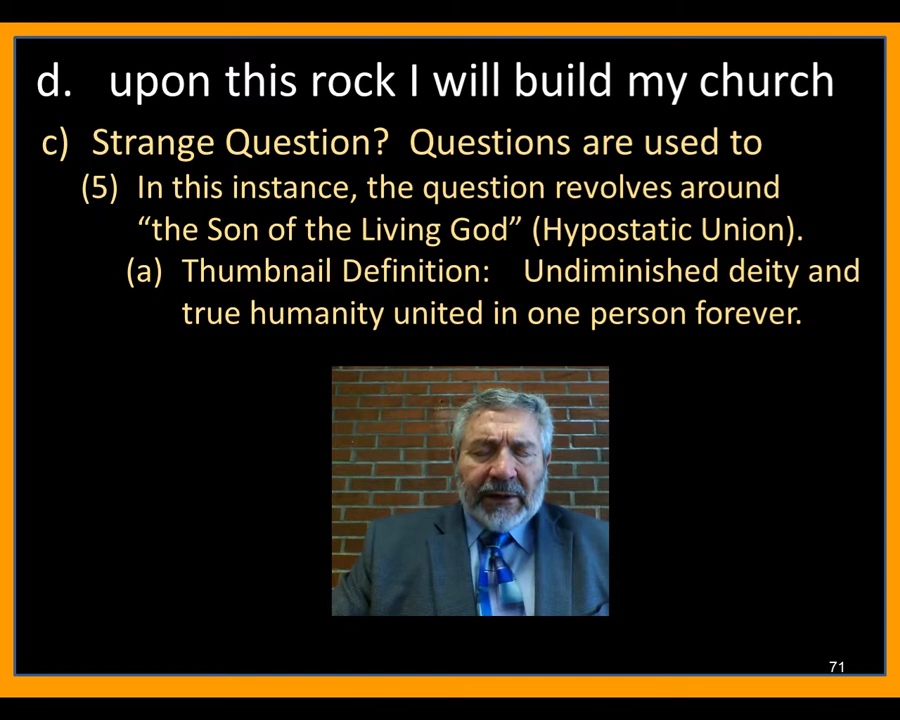 d. upon this rock I will build my church
c) Strange Question? Questions are used to
(5) In this instance, the question revolves around
“the Son of the Living God” (Hypostatic Union).
(a) Thumbnail Definition: Undiminished deity and
true humanity united in one person forever.
71